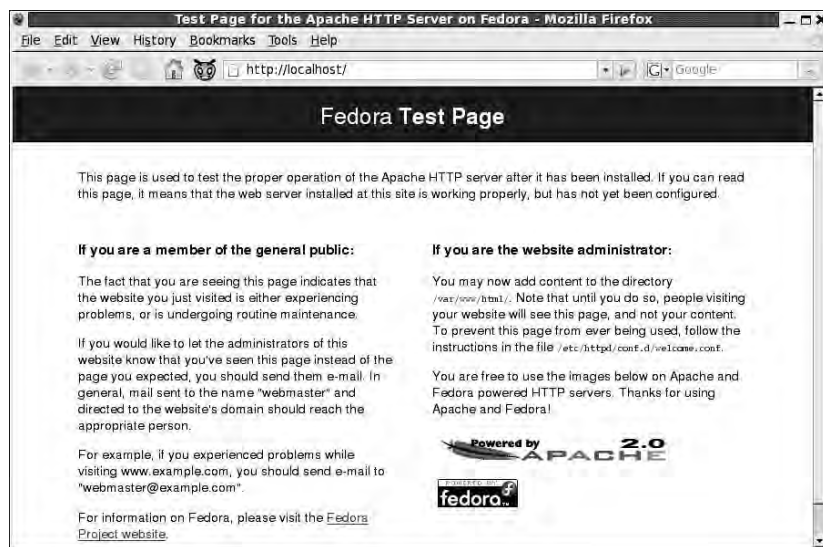 Test Page for the Apache HTTP Server on Fedora - Mozilla Firefox
File Edit View History Bookmarks Tools Help
http://localhost/
G Google
Fedora Test Page
This page is used to test the proper operation of the Apache HTTP server after it has been installed. If you can read
this page, it means that the web server installed at this site is working properly, but has not yet been configured.
If you are a member of the general public:
The fact that you are seeing this page indicates that
the website you just visited is either experiencing
problems, or is undergoing routine maintenance.
If you would like to let the administrators of this
website know that you've seen this page instead of the
page you expected, you should send them e-mail. In
general, mail sent to the name "webmaster" and
directed to the website's domain should reach the
appropriate person.
For example, if you experienced problems while
visiting www.example.com, you should send e-mail to
"webmaster@example.com".
For information on Fedora, please visit the Fedora
Project website.
If you are the website administrator:
You may now add content to the directory
/var/www/html/. Note that until you do so, people visiting
your website will see this page, and not your content.
To prevent this page from ever being used, follow the
instructions in the file /etc/httpd/conf.d/welcome.conf.
You are free to use the images below on Apache and
Fedora powered HTTP servers. Thanks for using
Apache and Fedora!
Powered by 2.0
APACHE
POWERED BY
fedora